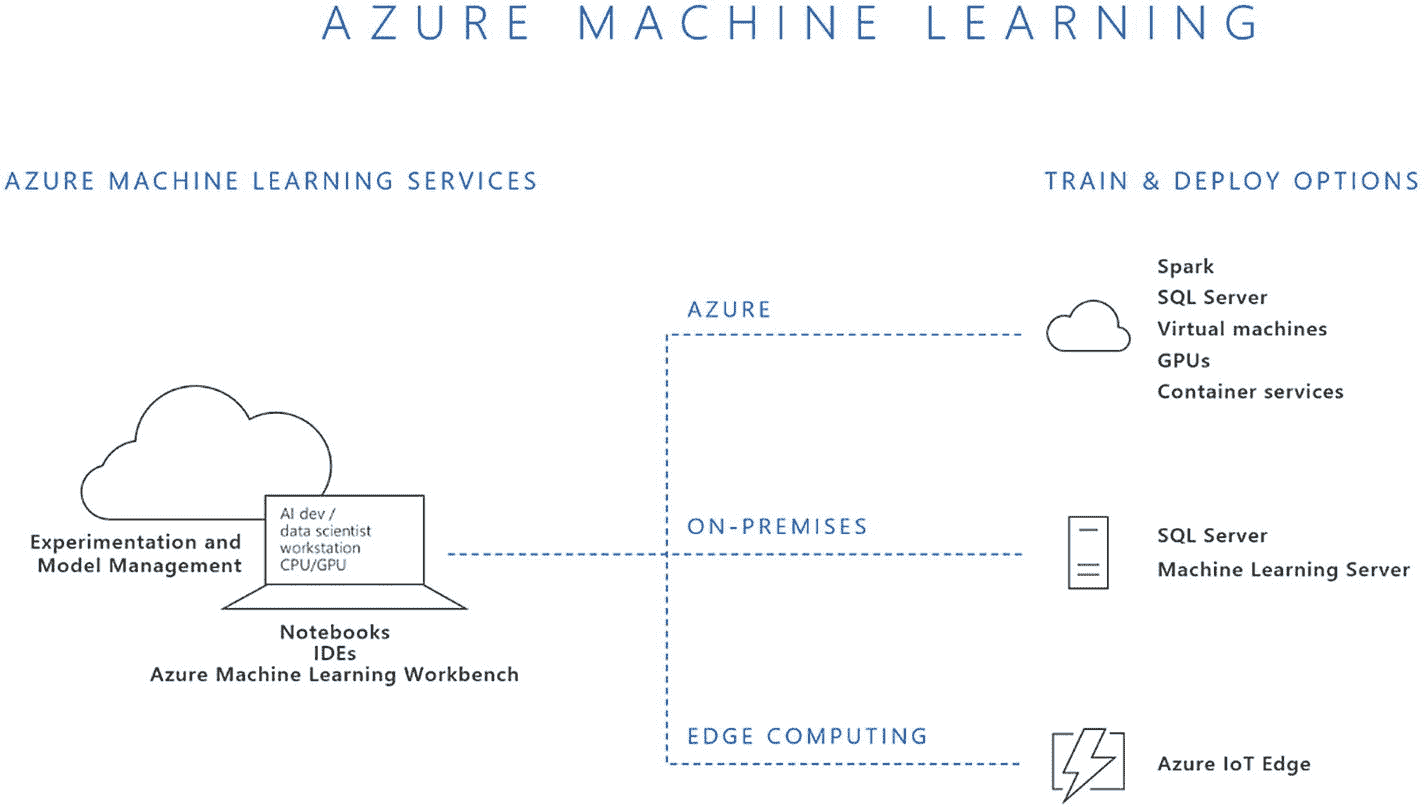 AZURE MACHINE LEARNING
AZURE MACHINE LEARNING SERVICES
Experimentation and
Model Management
AI dev /
data scientist
workstation
CPU/GPU
Notebooks
IDEs
Azure Machine Learning Workbench
TRAIN & DEPLOY OPTIONS
AZURE
Spark
SQL Server
Virtual machines
GPUs
Container services
ON-PREMISES
SQL Server
Machine Learning Server
EDGE COMPUTING
Azure IoT Edge